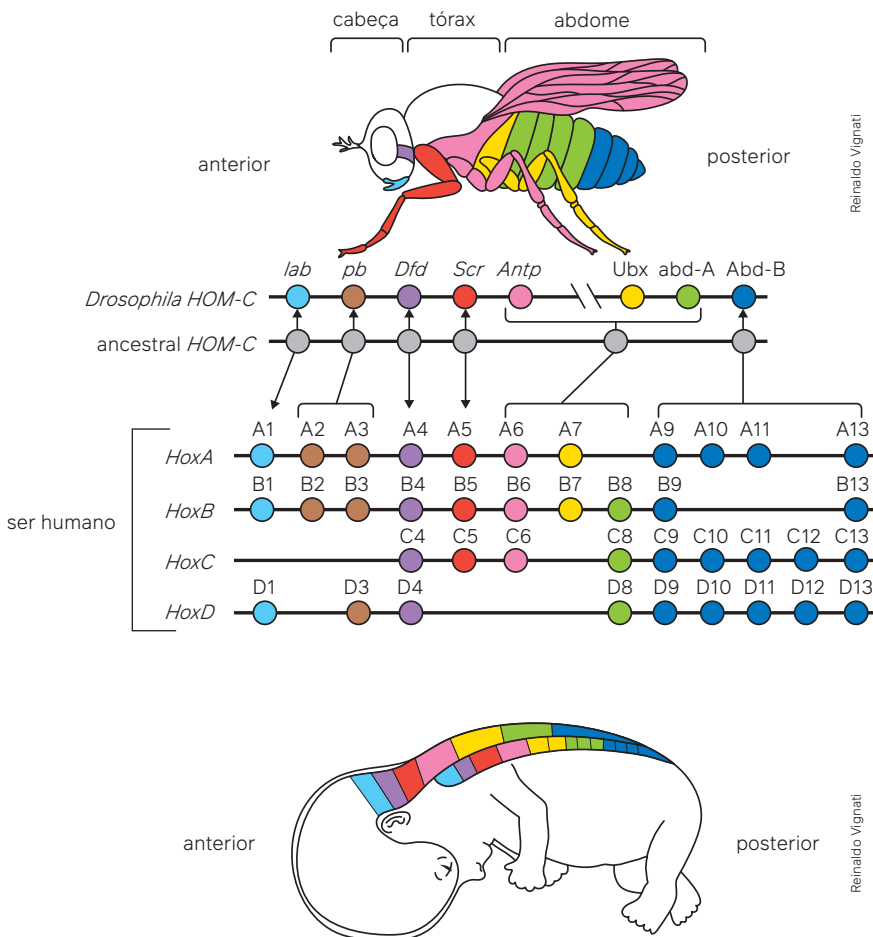 cabeça tórax abdome
anterior
posterior
Reinaldo Vignati
lab pb Dfd Scr Antp Ubx abd-A Abd-B
Drosophila HOM-C
ancestral HOM-C
A1 A2 A3 A4 A5 A6 A7 A9 A10 A11 A13
HoxA
B1 B2 B3 B4 B5 B6 B7 B8 B9 B13
HoxB
ser humano
C4 C5 C6 C8 C9 C10 C11 C12 C13
HoxC
D1 D3 D4 D8 D9 D10 D11 D12 D13
HoxD
anterior
posterior
Reinaldo Vignati